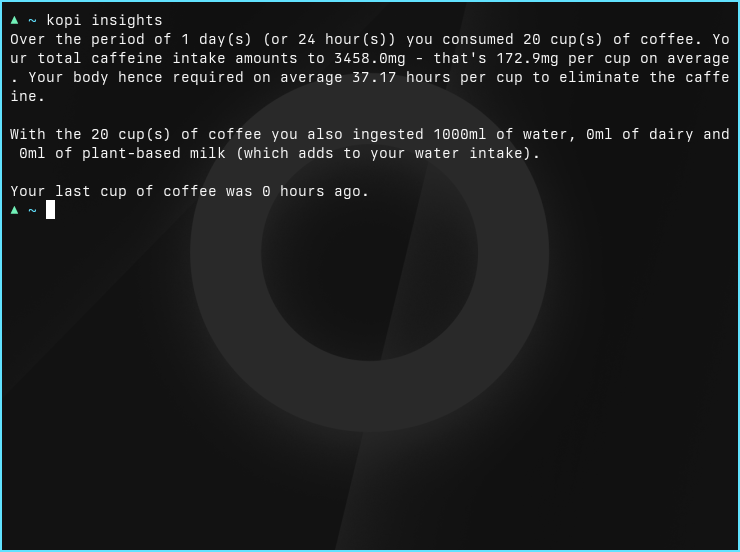 ▲ ~ kopi insights
Over the period of 1 day(s) (or 24 hour(s)) you consumed 20 cup(s) of coffee. Yo
ur total caffeine intake amounts to 3458.0mg - that's 172.9mg per cup on average
. Your body hence required on average 37.17 hours per cup to eliminate the caffe
ine.
With the 20 cup(s) of coffee you also ingested 1000ml of water, 0ml of dairy and
0ml of plant-based milk (which adds to your water intake).
Your last cup of coffee was 0 hours ago.
▲ ~